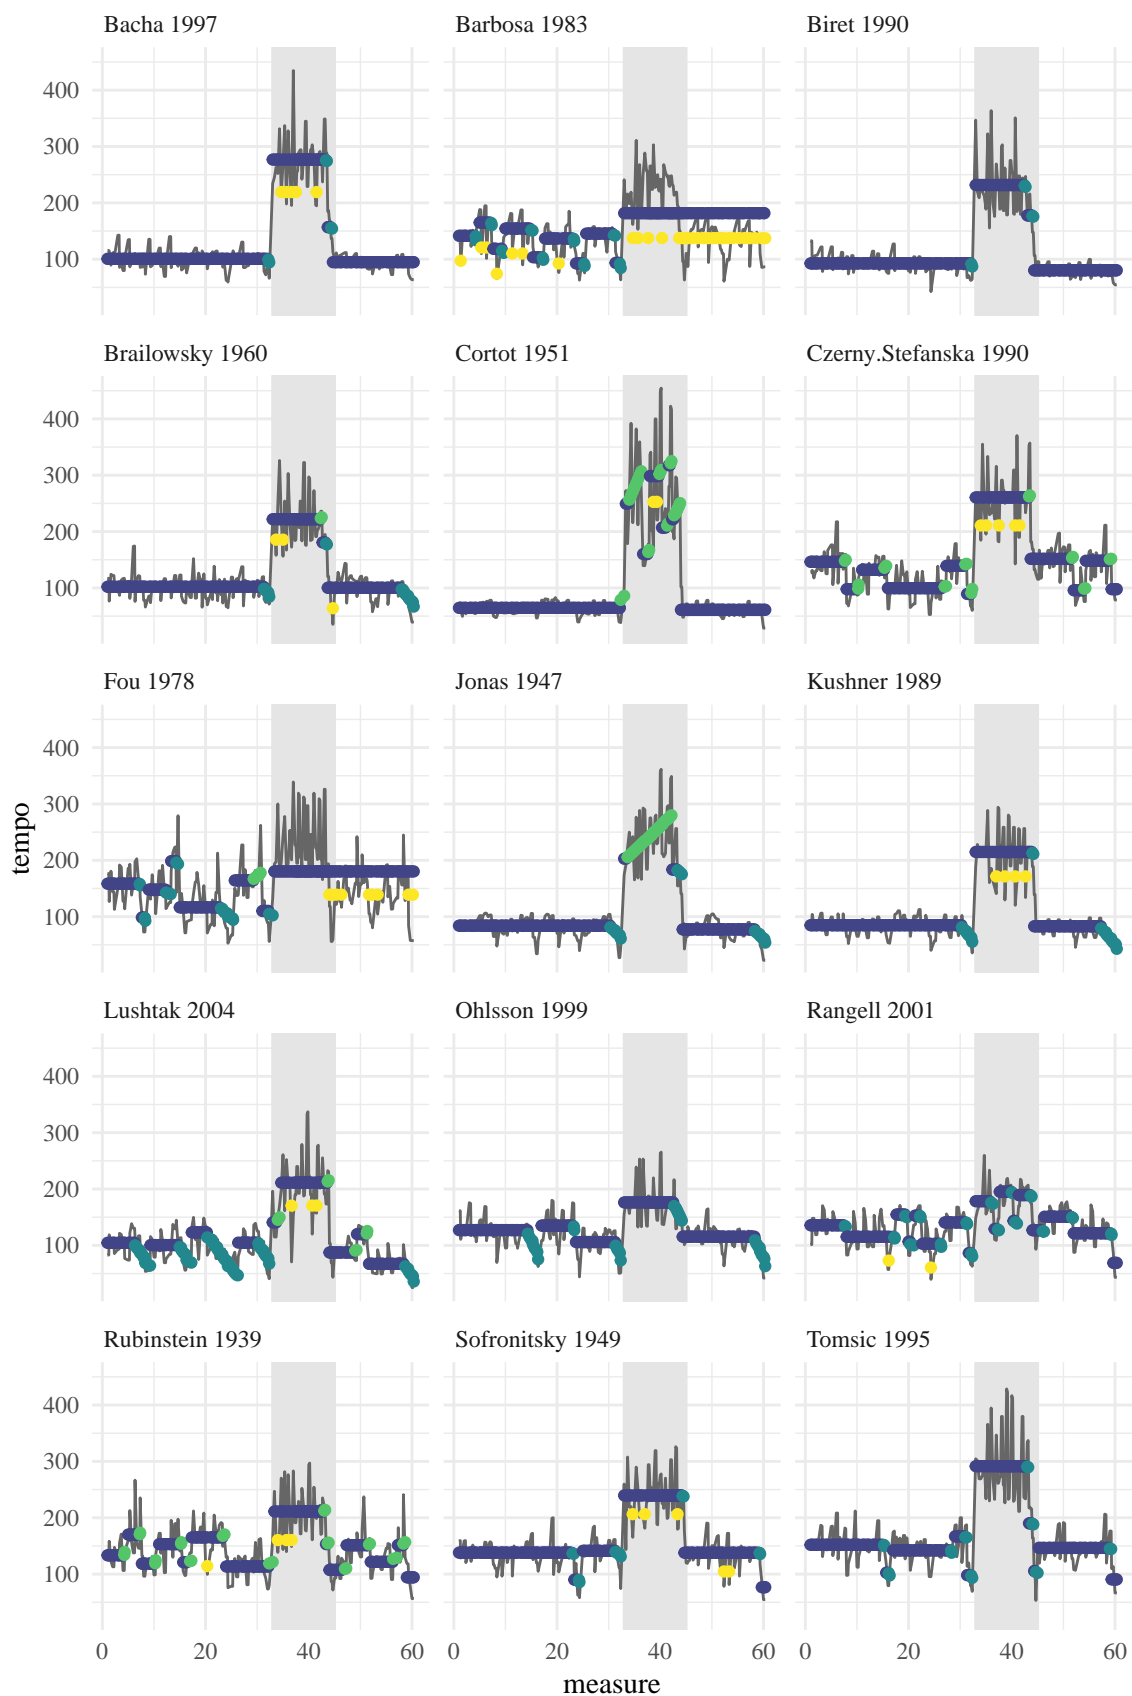 Bacha 1997 Barbosa 1983 Biret 1990
400
300
200
100
Brailowsky 1960 Cortot 1951 Czerny.Stefanska 1990
400
300
200
100
Fou 1978 Jonas 1947 Kushner 1989
400
300
200
100
tempo
Lushtak 2004 Ohlsson 1999 Rangell 2001
400
300
200
100
Rubinstein 1939 Sofronitsky 1949 Tomsic 1995
400
300
200
100
0 20 40 60 0 20 40 60 0 20 40 60
measure